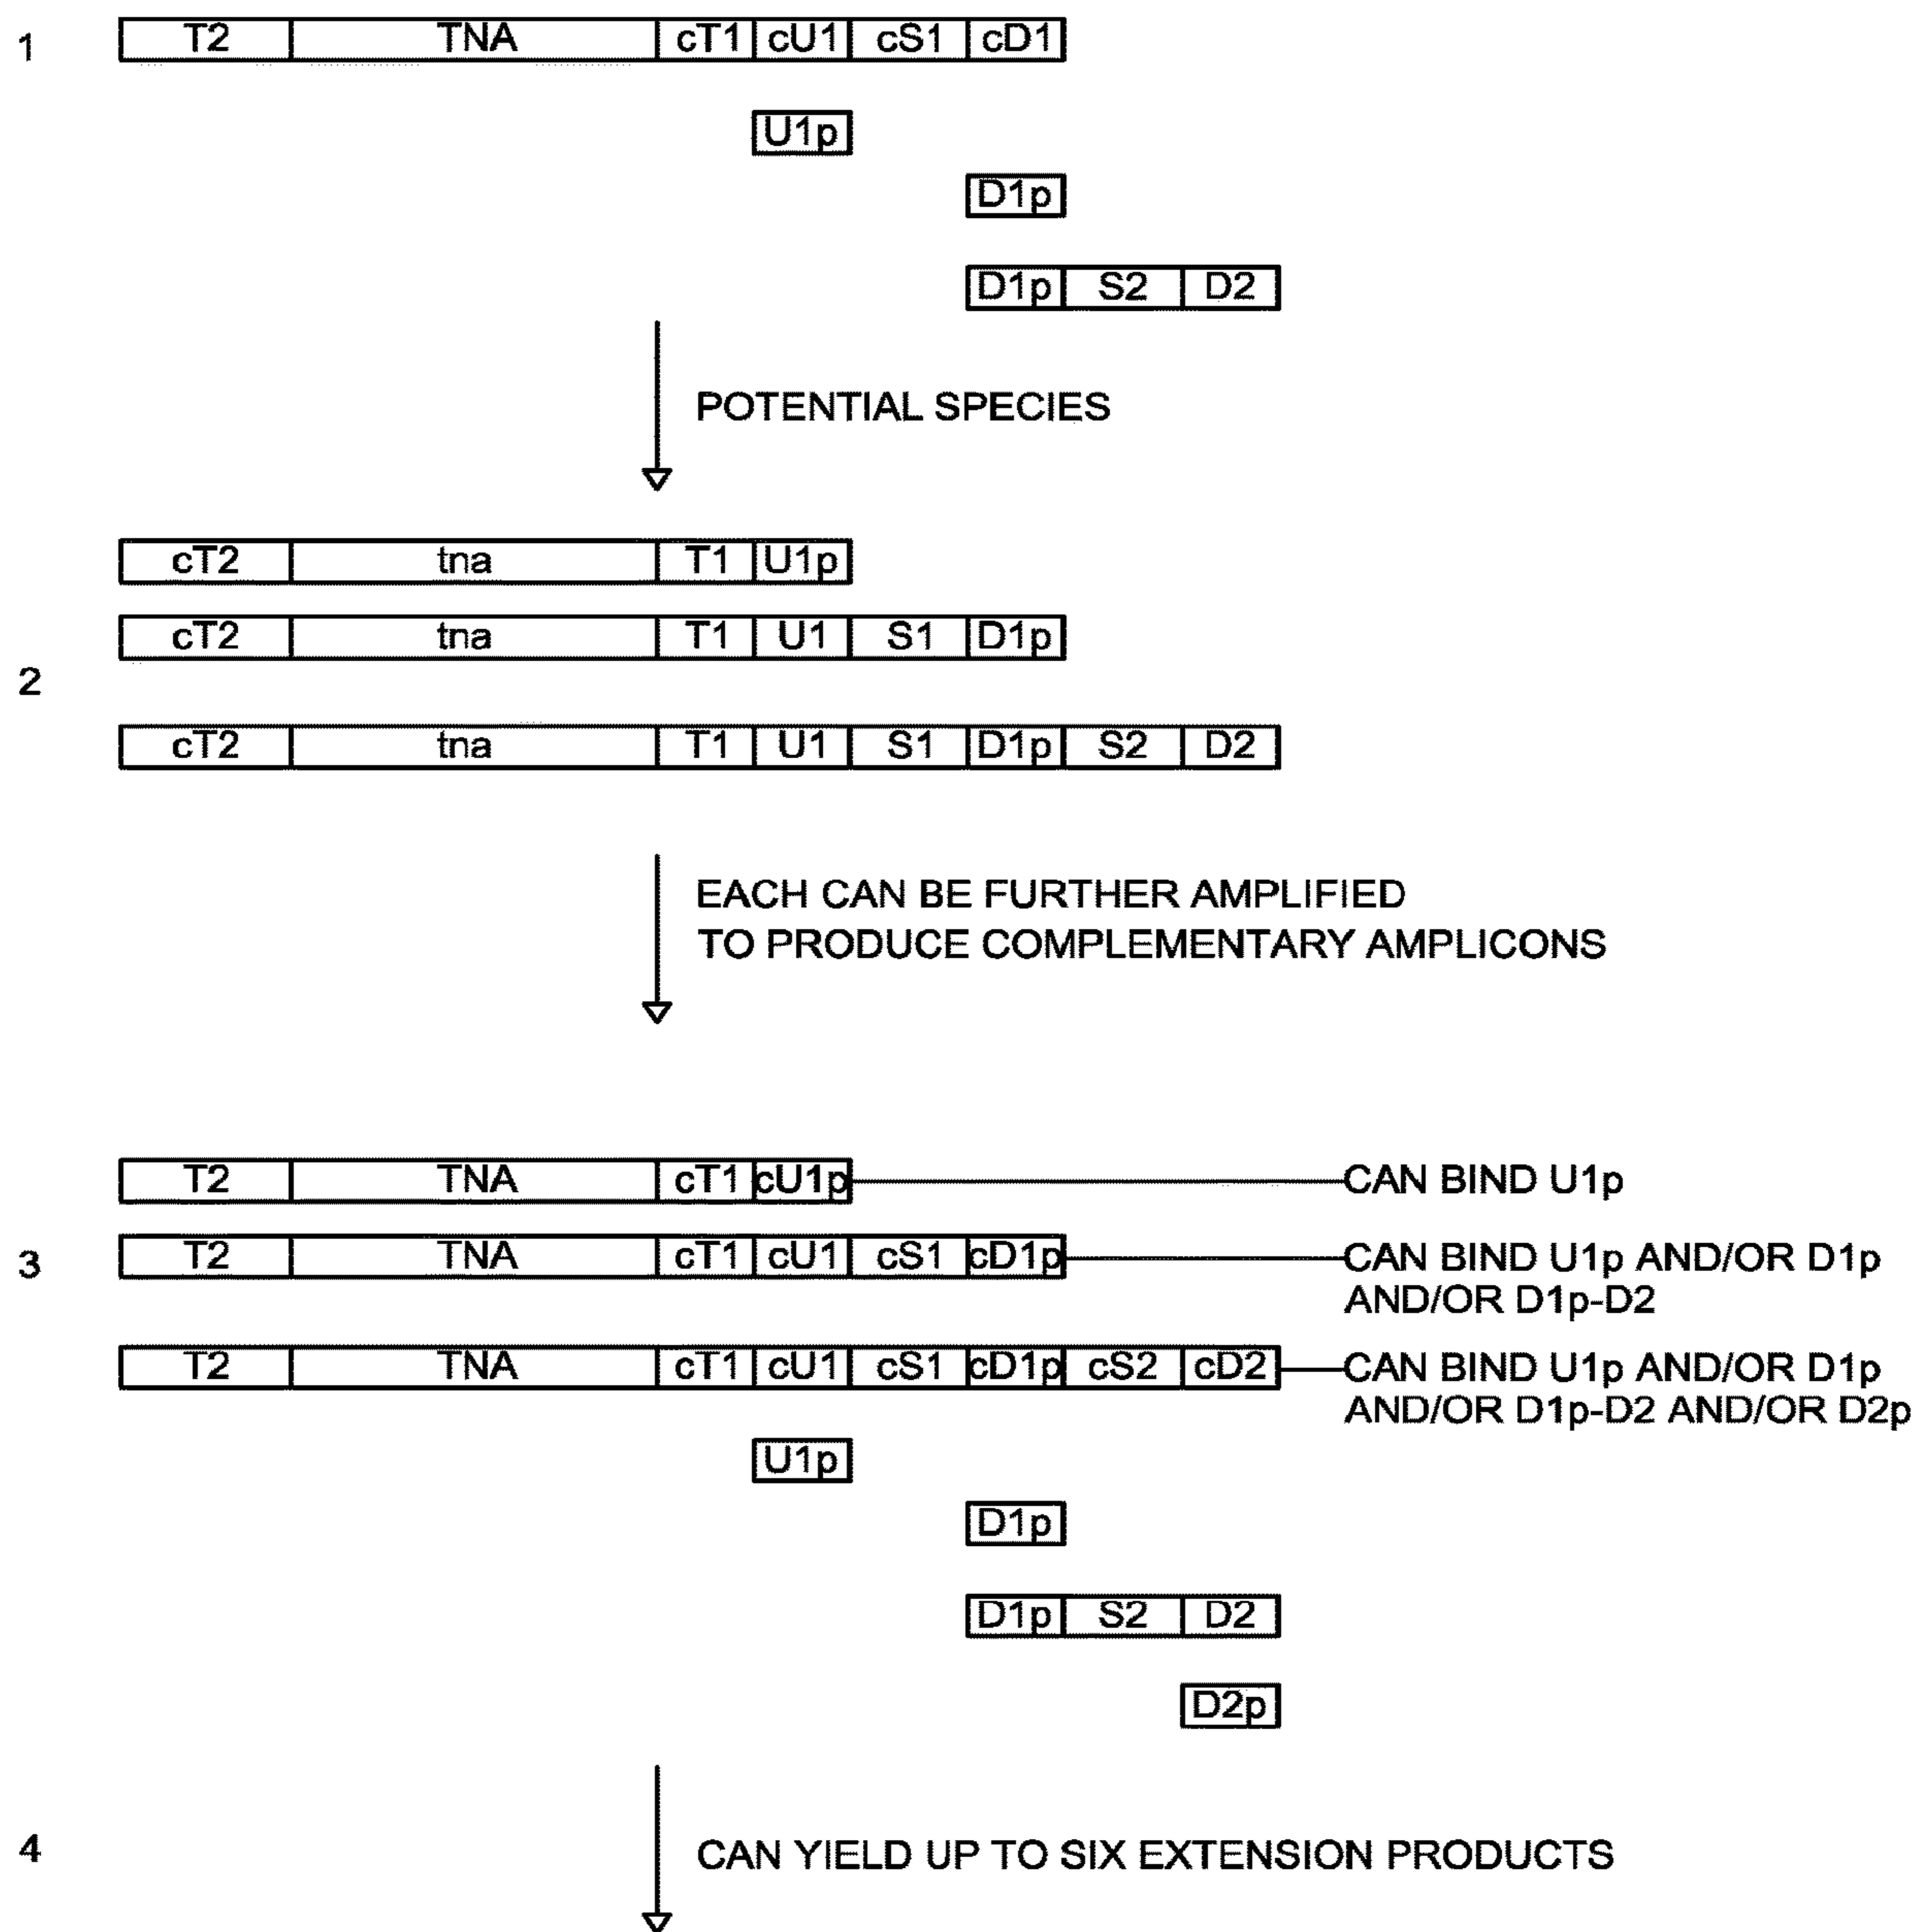 1 T2 TNA cT1 cU1 cS1 cD1
U1p
D1p
D1p S2 D2
POTENTIAL SPECIES
cT2 tna T1 U1p
cT2 tna T1 U1 S1 D1p
2
cT2 tna T1 U1 S1 D1p S2 D2
EACH CAN BE FURTHER AMPLIFIED
TO PRODUCE COMPLEMENTARY AMPLICONS
T2 TNA cT1 cU1p CAN BIND U1p
3 T2 TNA cT1 cU1 cS1 cD1p CAN BIND U1p AND/OR D1p
AND/OR D1p-D2
T2 TNA cT1 cU1 cS1 cD1p cS2 cD2 CAN BIND U1p AND/OR D1p
AND/OR D1p-D2 AND/OR D2p
U1p
D1p
D1p S2 D2
D2p
4 CAN YIELD UP TO SIX EXTENSION PRODUCTS